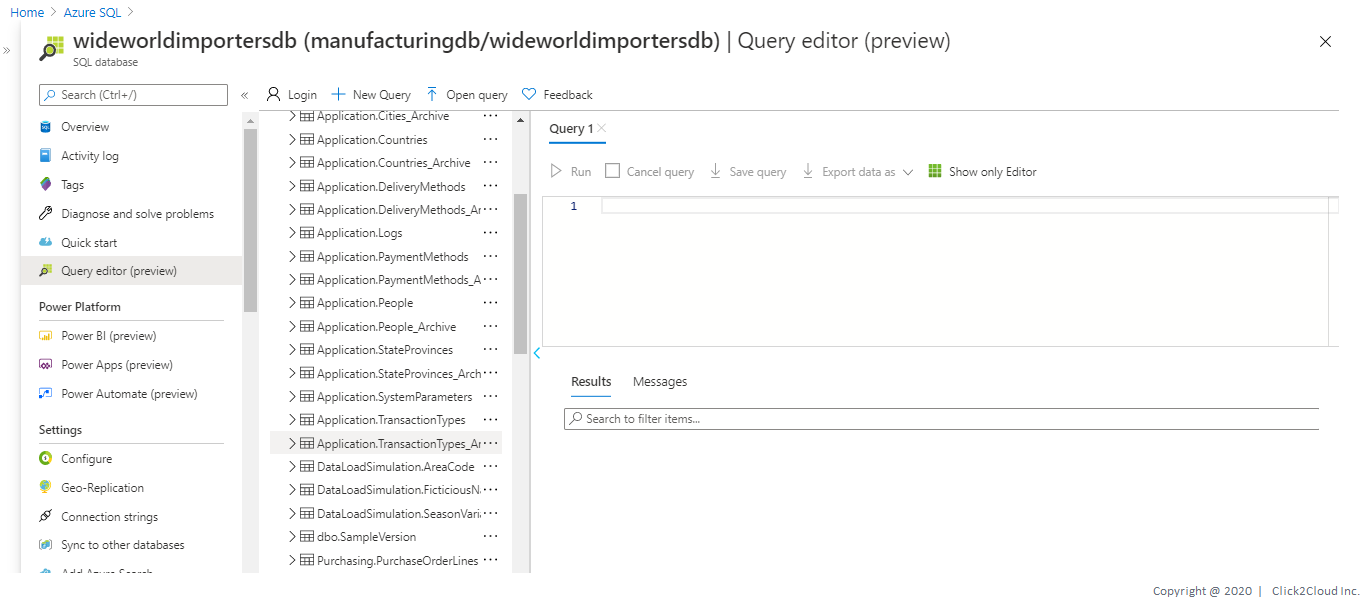 Home > Azure SQL >
wideworldimportersdb (manufacturingdb/wideworldimportersdb) | Query editor (preview)
SQL database
Search (Ctrl+/)
Overview
Activity log
Tags
Diagnose and solve problems
Quick start
Query editor (preview)
Power Platform
Power BI (preview)
Power Apps (preview)
Power Automate (preview)
Settings
Configure
Geo-Replication
Connection strings
Sync to other databases
Add Azure Search
Login
New Query
Open query
Feedback
Application.Cities_Archive ...
Application.Countries ...
Application.Countries_Archive ...
Application.DeliveryMethods ...
Application.DeliveryMethods_Ar...
Application.Logs ...
Application.PaymentMethods ...
Application.PaymentMethods_A...
Application.People ...
Application.People_Archive ...
Application.StateProvinces ...
Application.StateProvinces_Arch...
Application.SystemParameters ...
Application.TransactionTypes ...
Application.TransactionTypes_Ar...
DataLoadSimulation.AreaCode ...
DataLoadSimulation.FicticiousN...
DataLoadSimulation.SeasonVari...
dbo.SampleVersion ...
Purchasing.PurchaseOrderLines ...
Query 1
Run
Cancel query
Save query
Export data as
Show only Editor
1
Results
Messages
Search to filter items...
Copyright @ 2020 | Click2Cloud Inc.